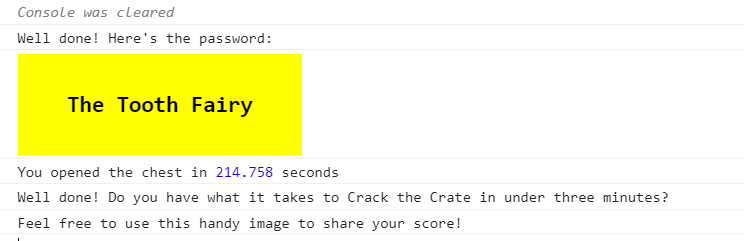 Console was cleared
Well done! Here's the password:
The Tooth Fairy
You opened the chest in 214.758 seconds
Well done! Do you have what it takes to Crack the Crate in under three minutes?
Feel free to use this handy image to share your score!